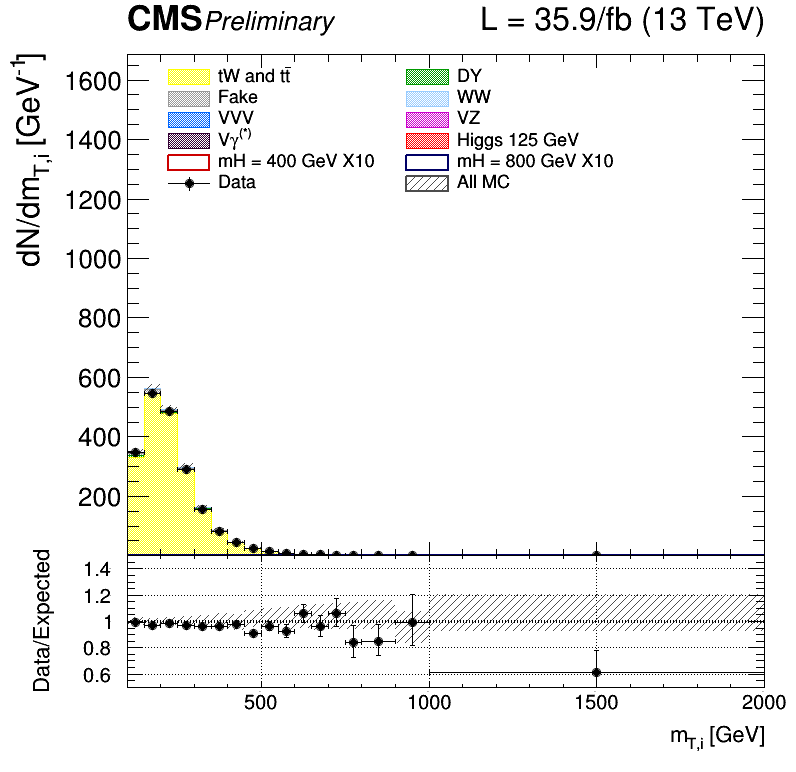 CMS Preliminary L = 35.9/fb (13 TeV)
dN/dm_{T,i} [GeV^{-1}]
1600
1400
1200
1000
800
600
400
200
tW and tt̄ DY
Fake WW
VVV VZ
Vγ^{(*)} Higgs 125 GeV
mH = 400 GeV X10 mH = 800 GeV X10
Data All MC
Data/Expected
1.4
1.2
1
0.8
0.6
500 1000 1500 2000
m_{T,i} [GeV]